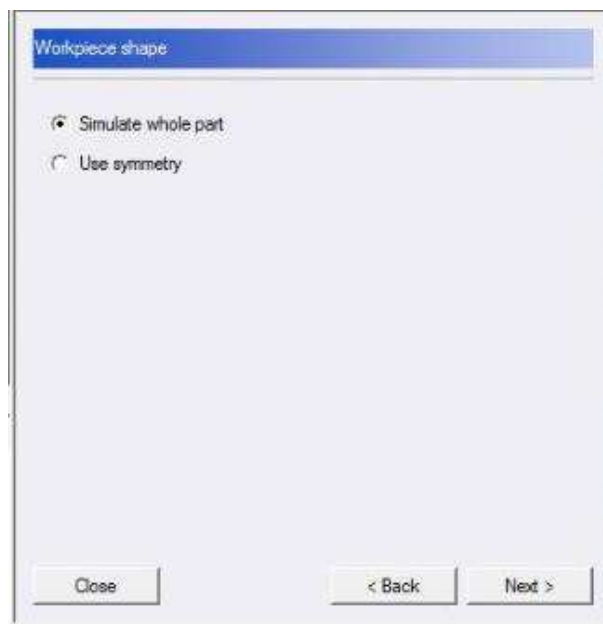 Workpiece shape
Simulate whole part
Use symmetry
Close
< Back
Next >